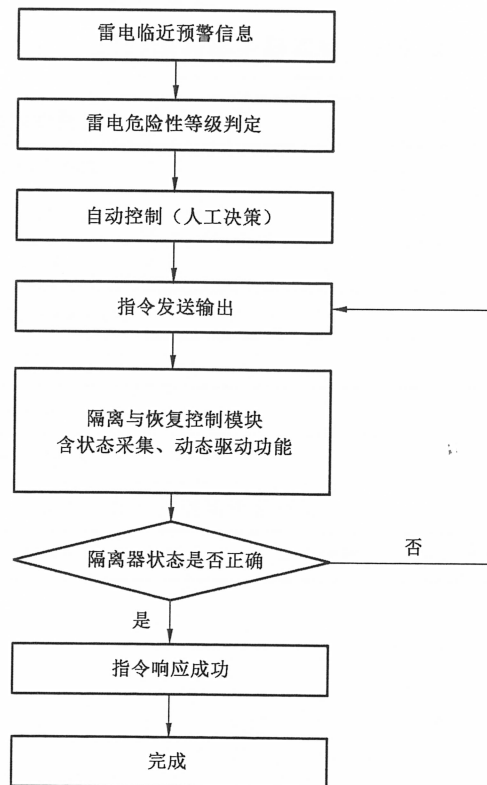 雷电临近预警信息
雷电危险性等级判定
自动控制（人工决策）
指令发送输出
隔离与恢复控制模块
含状态采集、动态驱动功能
隔离器状态是否正确
否
是
指令响应成功
完成